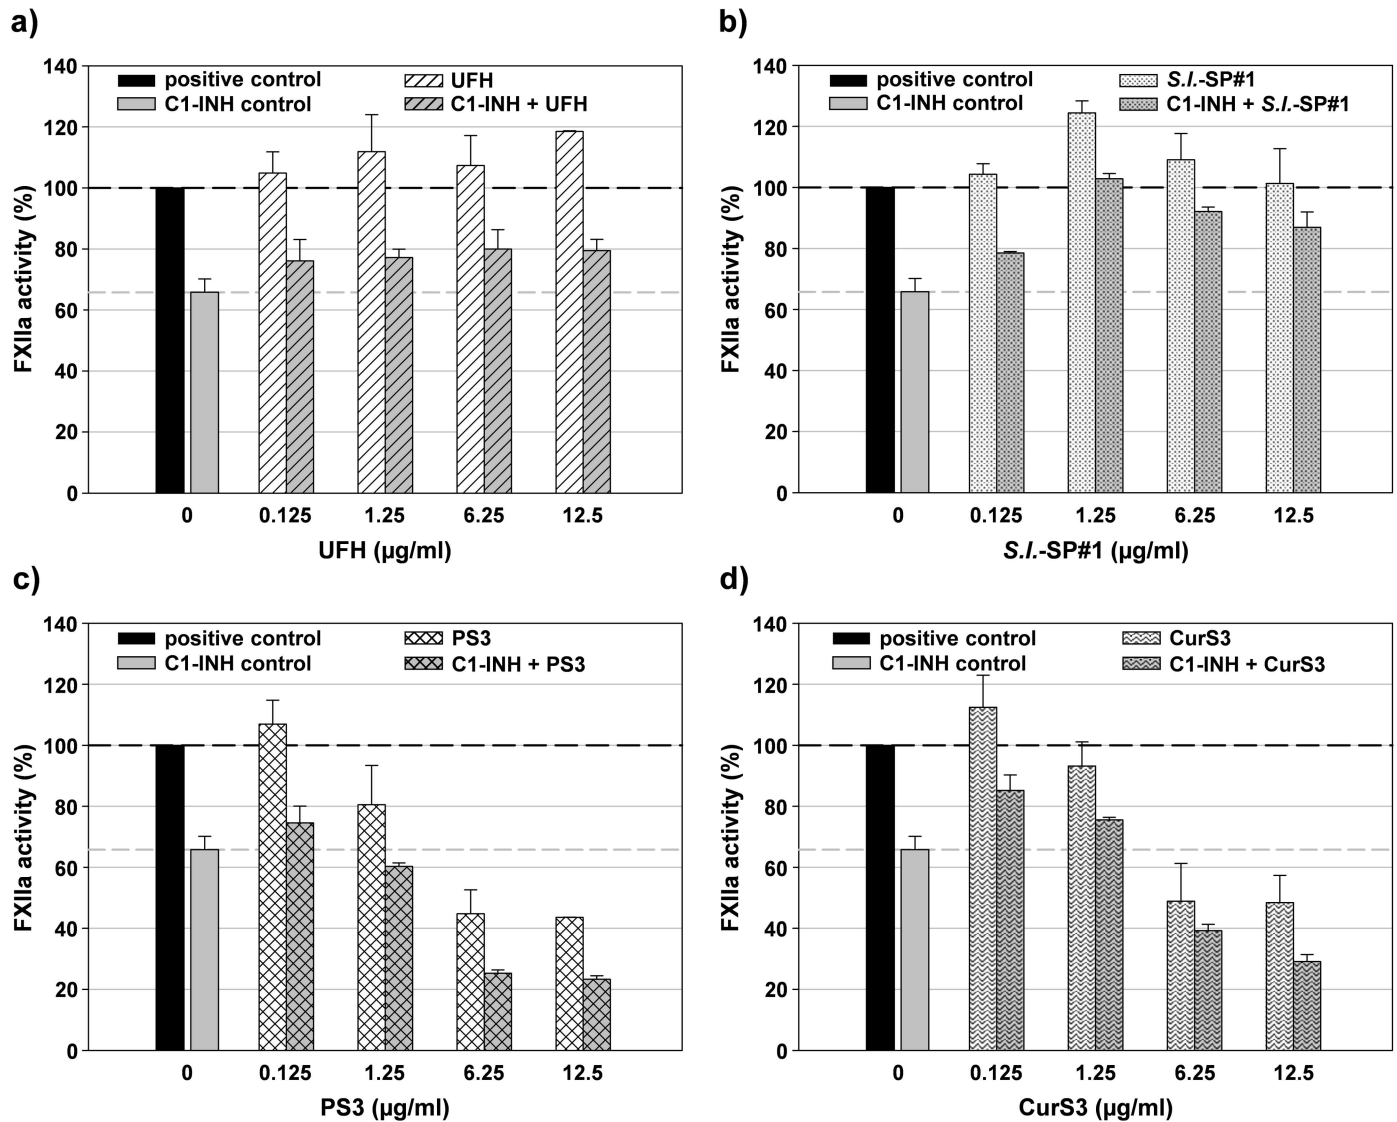 a)
FXIIa activity (%)
140
120
100
80
60
40
20
0
positive control
C1-INH control
UFH
C1-INH + UFH
0 0.125 1.25 6.25 12.5
UFH (µg/ml)
b)
FXIIa activity (%)
140
120
100
80
60
40
20
0
positive control
C1-INH control
S.l.-SP#1
C1-INH + S.l.-SP#1
0 0.125 1.25 6.25 12.5
S.l.-SP#1 (µg/ml)
c)
FXIIa activity (%)
140
120
100
80
60
40
20
0
positive control
C1-INH control
PS3
C1-INH + PS3
0 0.125 1.25 6.25 12.5
PS3 (µg/ml)
d)
FXIIa activity (%)
140
120
100
80
60
40
20
0
positive control
C1-INH control
CurS3
C1-INH + CurS3
0 0.125 1.25 6.25 12.5
CurS3 (µg/ml)